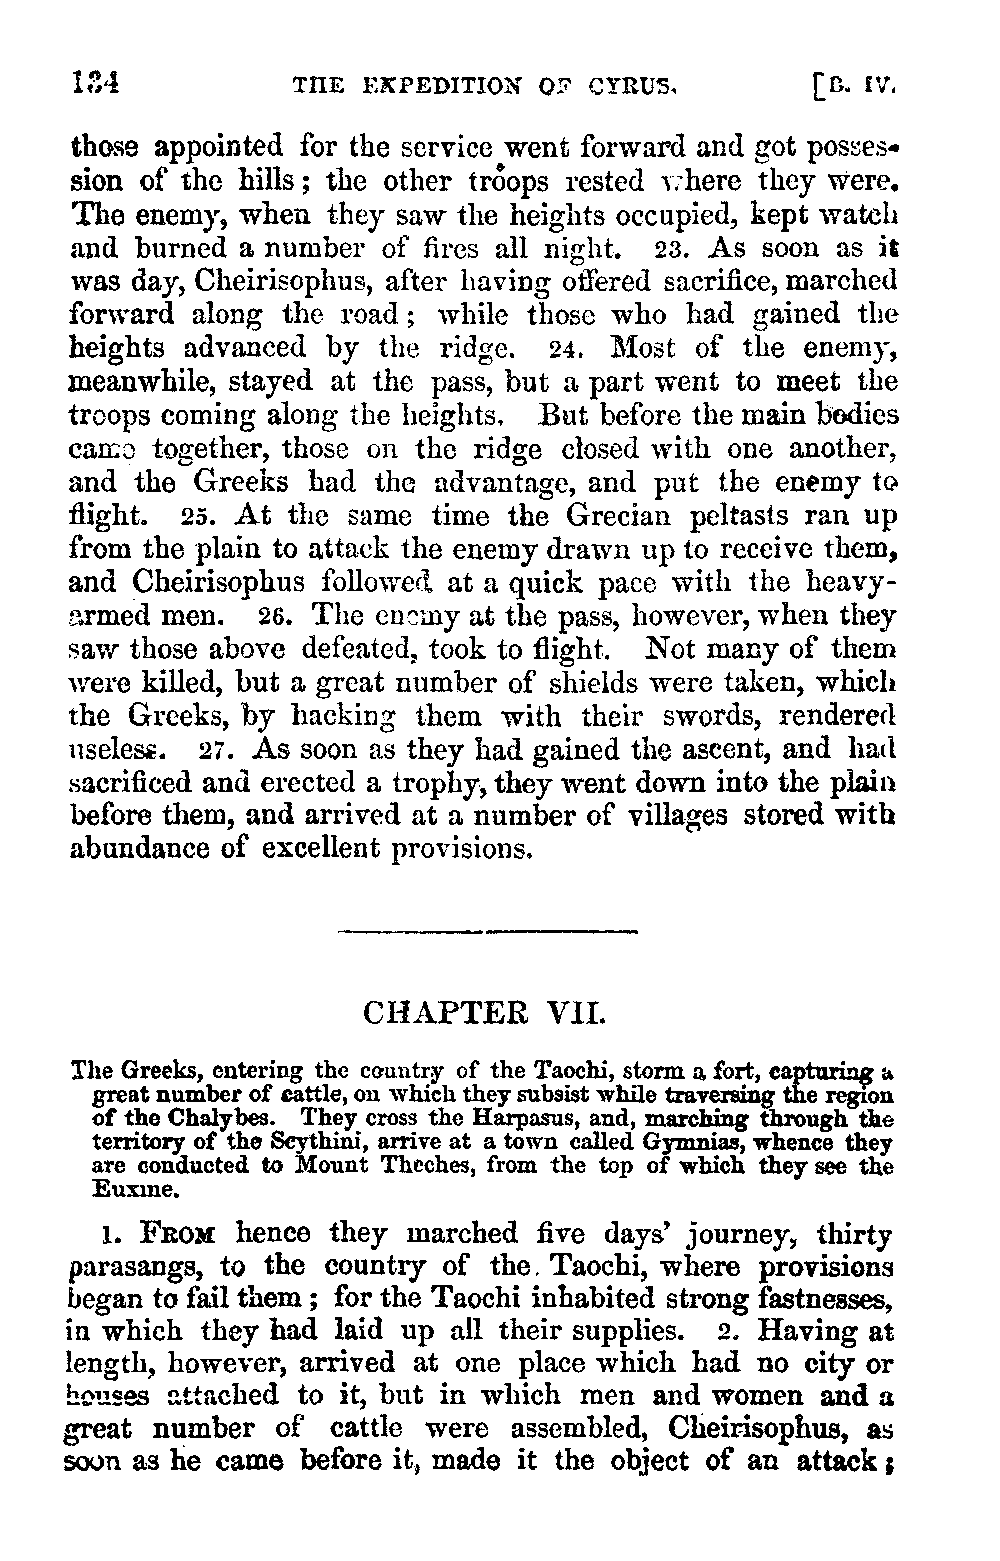 134 THE EXPEDITION OF CYRUS. [B. IV.
those appointed for the service went forward and got posses-
sion of the hills; the other troops rested where they were.
The enemy, when they saw the heights occupied, kept watch
and burned a number of fires all night. 23. As soon as it
was day, Cheirisophus, after having offered sacrifice, marched
forward along the road; while those who had gained the
heights advanced by the ridge. 24. Most of the enemy,
meanwhile, stayed at the pass, but a part went to meet the
troops coming along the heights. But before the main bodies
came together, those on the ridge closed with one another,
and the Greeks had the advantage, and put the enemy to
flight. 25. At the same time the Grecian peltasts ran up
from the plain to attack the enemy drawn up to receive them,
and Cheirisophus followed at a quick pace with the heavy-
armed men. 26. The enemy at the pass, however, when they
saw those above defeated, took to flight. Not many of them
were killed, but a great number of shields were taken, which
the Greeks, by hacking them with their swords, rendered
useless. 27. As soon as they had gained the ascent, and had
sacrificed and erected a trophy, they went down into the plain
before them, and arrived at a number of villages stored with
abundance of excellent provisions.
CHAPTER VII.
The Greeks, entering the country of the Taochi, storm a fort, capturing a
great number of cattle, on which they subsist while traversing the region
of the Chalybes. They cross the Harpasus, and, marching through the
territory of the Scythini, arrive at a town called Gymnias, whence they
are conducted to Mount Theches, from the top of which they see the
Euxine.
1. FROM hence they marched five days' journey, thirty
parasangs, to the country of the Taochi, where provisions
began to fail them; for the Taochi inhabited strong fastnesses,
in which they had laid up all their supplies. 2. Having at
length, however, arrived at one place which had no city or
houses attached to it, but in which men and women and a
great number of cattle were assembled, Cheirisophus, as
soon as he came before it, made it the object of an attack;